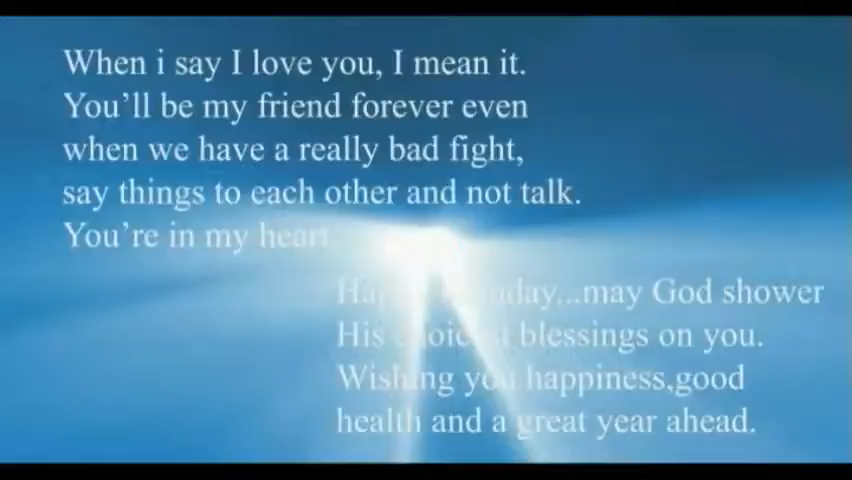 When i say I love you, I mean it.
You'll be my friend forever even
when we have a really bad fight,
say things to each other and not talk.
You're in my heart.
Happy Birthday...may God shower
His choicest blessings on you.
Wishing you happiness,good
health and a great year ahead.